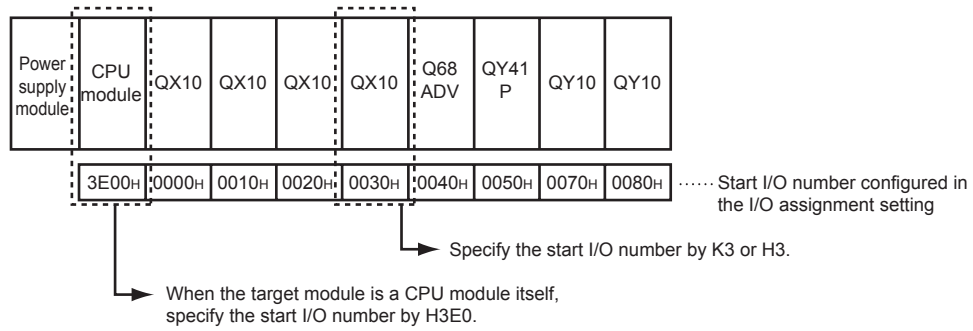 Power supply module
CPU module
QX10
QX10
QX10
QX10
Q68 ADV
QY41 P
QY10
QY10
3E00H 0000H 0010H 0020H 0030H 0040H 0050H 0070H 0080H ...... Start I/O number configured in
the I/O assignment setting
Specify the start I/O number by K3 or H3.
When the target module is a CPU module itself,
specify the start I/O number by H3E0.